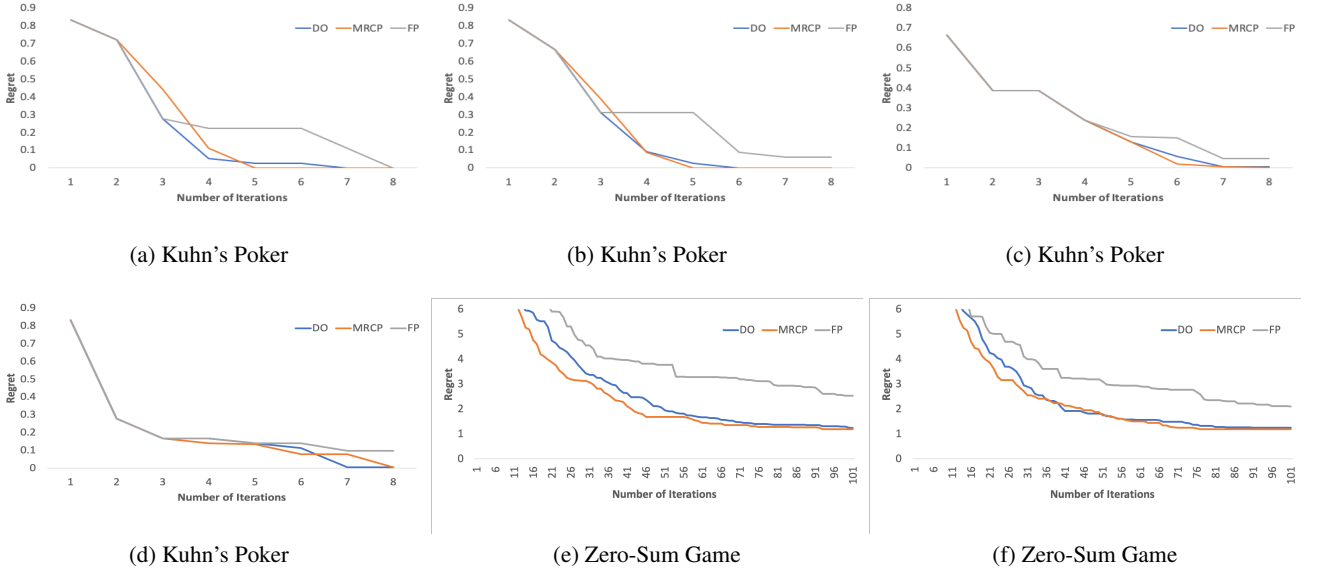 0.9
0.8
0.7
0.6
0.5
0.4
0.3
0.2
0.1
0
Regret
DO MRCP FP
1 2 3 4 5 6 7 8
Number of Iterations
(a) Kuhn's Poker
0.9
0.8
0.7
0.6
0.5
0.4
0.3
0.2
0.1
0
Regret
DO MRCP FP
1 2 3 4 5 6 7 8
Number of Iterations
(b) Kuhn's Poker
0.8
0.7
0.6
0.5
0.4
0.3
0.2
0.1
0
Regret
DO MRCP FP
1 2 3 4 5 6 7 8
Number of Iterations
(c) Kuhn's Poker
0.9
0.8
0.7
0.6
0.5
0.4
0.3
0.2
0.1
0
Regret
DO MRCP FP
1 2 3 4 5 6 7 8
Number of Iterations
(d) Kuhn's Poker
6
5
4
3
2
1
0
Regret
DO MRCP FP
1 6 11 16 21 26 31 36 41 46 51 56 61 66 71 76 81 86 91 96 101
Number of Iterations
(e) Zero-Sum Game
6
5
4
3
2
1
0
Regret
DO MRCP FP
1 6 11 16 21 26 31 36 41 46 51 56 61 66 71 76 81 86 91 96 101
Number of Iterations
(f) Zero-Sum Game